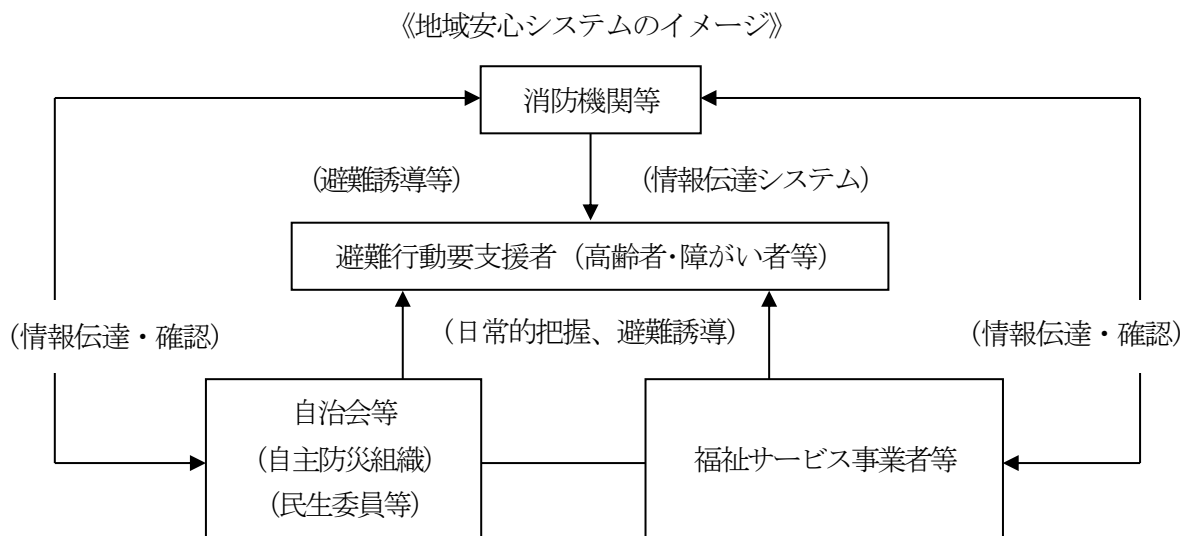 《地域安心システムのイメージ》
消防機関等
(避難誘導等)
(情報伝達システム)
避難行動要支援者（高齢者･障がい者等）
(情報伝達・確認)
(日常的把握、避難誘導)
(情報伝達・確認)
自治会等
(自主防災組織)
(民生委員等)
福祉サービス事業者等